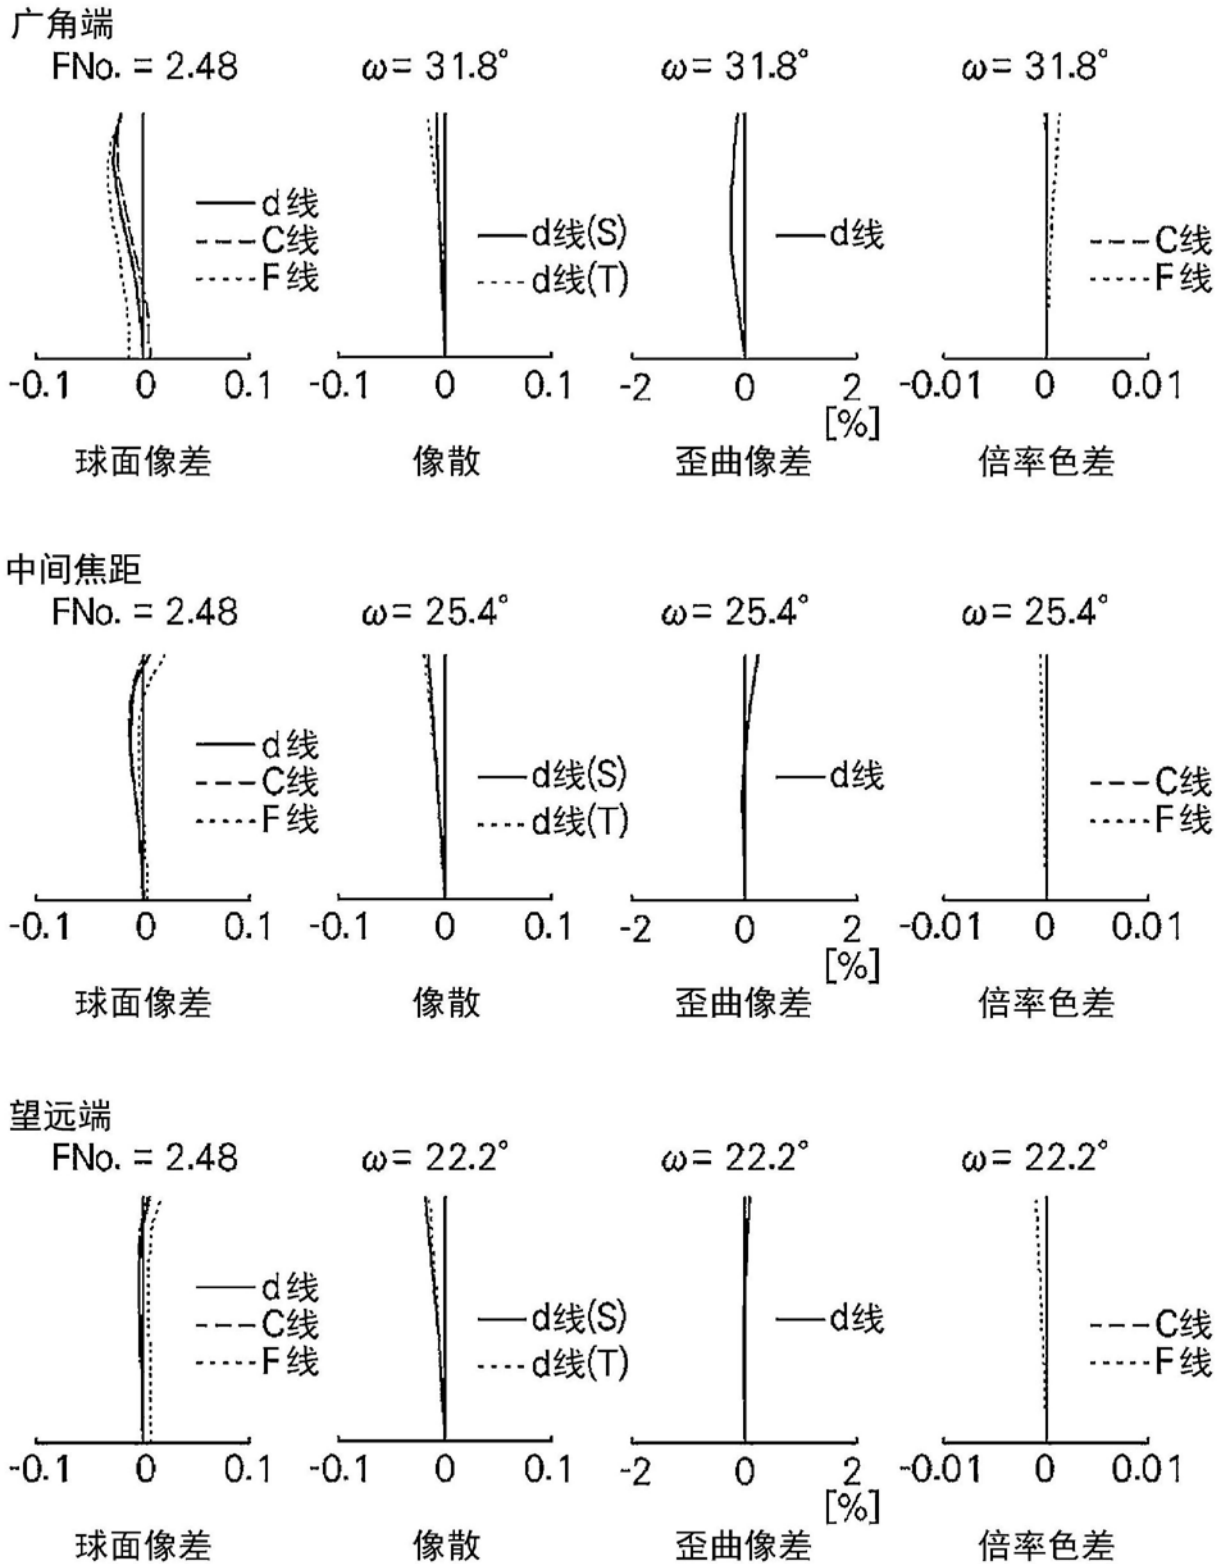 广角端
FNo. = 2.48 ω= 31.8° ω= 31.8° ω= 31.8°
d线
C线
F线
d线(S)
d线(T)
d线
C线
F线
-0.1 0 0.1 -0.1 0 0.1 -2 0 2 -0.01 0 0.01
[%]
球面像差 像散 歪曲像差 倍率色差
中间焦距
FNo. = 2.48 ω= 25.4° ω= 25.4° ω= 25.4°
d线
C线
F线
d线(S)
d线(T)
d线
C线
F线
-0.1 0 0.1 -0.1 0 0.1 -2 0 2 -0.01 0 0.01
[%]
球面像差 像散 歪曲像差 倍率色差
望远端
FNo. = 2.48 ω= 22.2° ω= 22.2° ω= 22.2°
d线
C线
F线
d线(S)
d线(T)
d线
C线
F线
-0.1 0 0.1 -0.1 0 0.1 -2 0 2 -0.01 0 0.01
[%]
球面像差 像散 歪曲像差 倍率色差